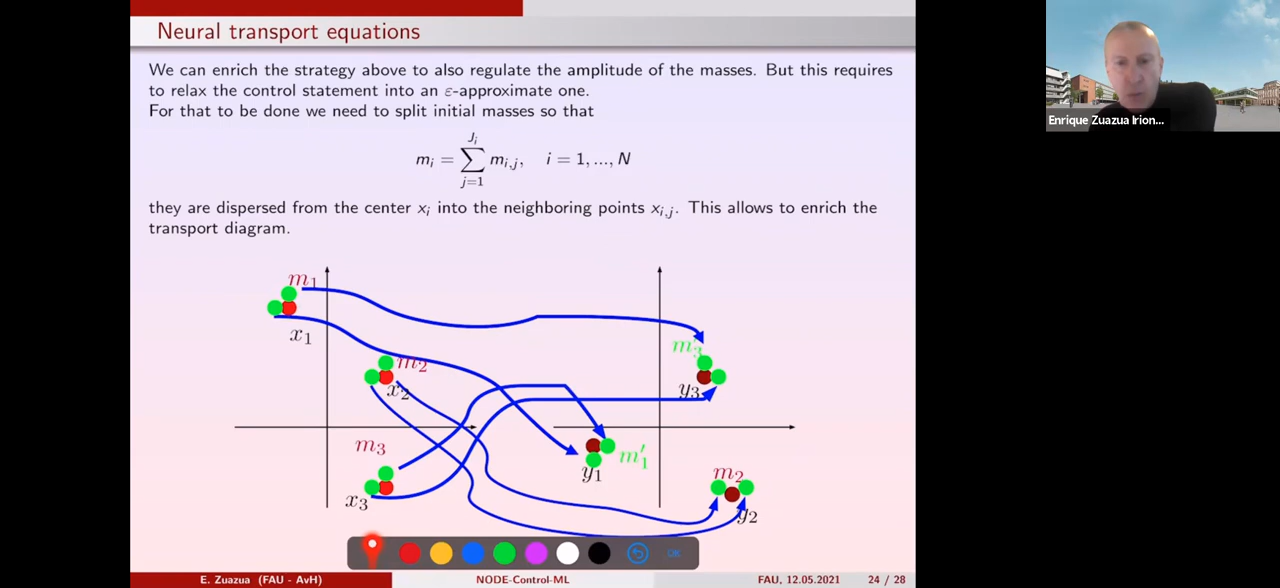 Neural transport equations
We can enrich the strategy above to also regulate the amplitude of the masses. But this requires
to relax the control statement into an ε-approximate one.
For that to be done we need to split initial masses so that
m_i = ∑_{j=1}^{J_i} m_{i,j}, i = 1, ..., N
they are dispersed from the center x_i into the neighboring points x_{i,j}. This allows to enrich the
transport diagram.
m_1
x_1
m_2
x_2
m_3
x_3
m_3
y_3
m'_1
y_1
m_2
y_2
OK
E. Zuazua (FAU - AvH)
NODE-Control-ML
FAU, 12.05.2021
24 / 28
Enrique Zuazua Irion...